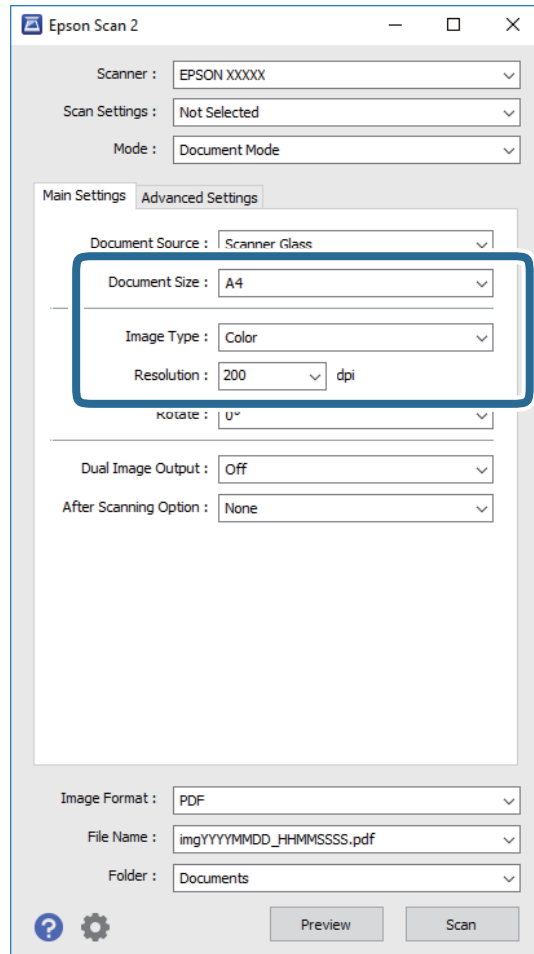 Epson Scan 2
Scanner : EPSON XXXXX
Scan Settings : Not Selected
Mode : Document Mode
Main Settings Advanced Settings
Document Source : Scanner Glass
Document Size : A4
Image Type : Color
Resolution : 200 dpi
Rotate : 0°
Dual Image Output : Off
After Scanning Option : None
Image Format : PDF
File Name : imgYYYYMMDD_HHMMSSSS.pdf
Folder : Documents
? Preview Scan